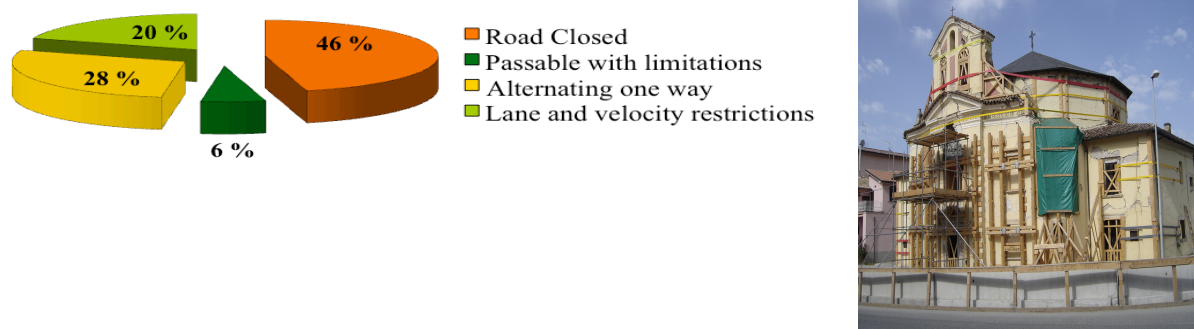 20 %
46 %
28 %
6 %
Road Closed
Passable with limitations
Alternating one way
Lane and velocity restrictions